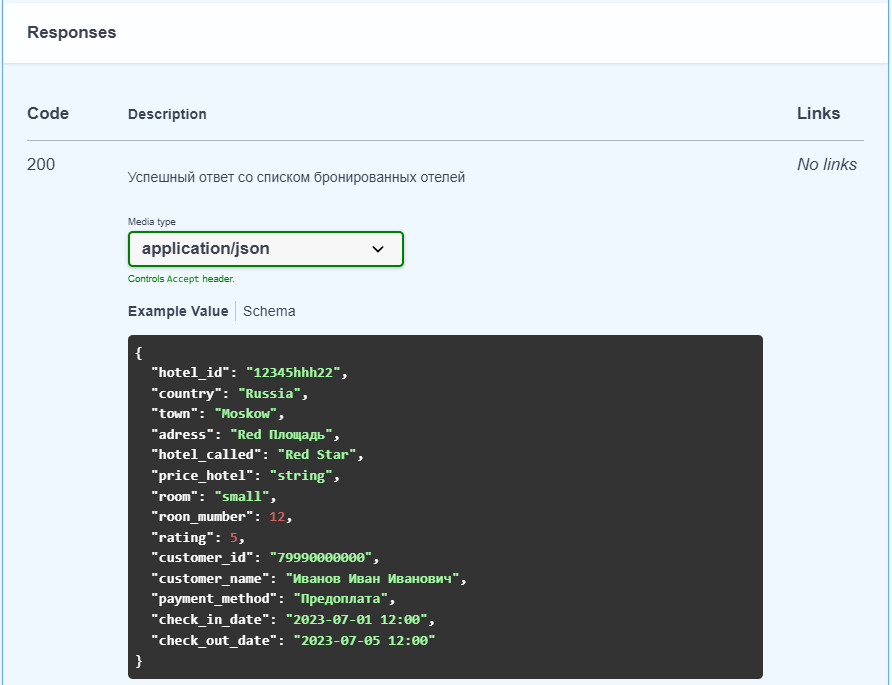 Responses
Code Description Links
200 No links
Успешный ответ со списком бронированных отелей
Media type
application/json
Controls Accept header.
Example Value Schema
{
"hotel_id": "12345hhh22",
"country": "Russia",
"town": "Moskow",
"adress": "Red Площадь",
"hotel_called": "Red Star",
"price_hotel": "string",
"room": "small",
"roon_mumber": 12,
"rating": 5,
"customer_id": "79990000000",
"customer_name": "Иванов Иван Иванович",
"payment_method": "Предоплата",
"check_in_date": "2023-07-01 12:00",
"check_out_date": "2023-07-05 12:00"
}